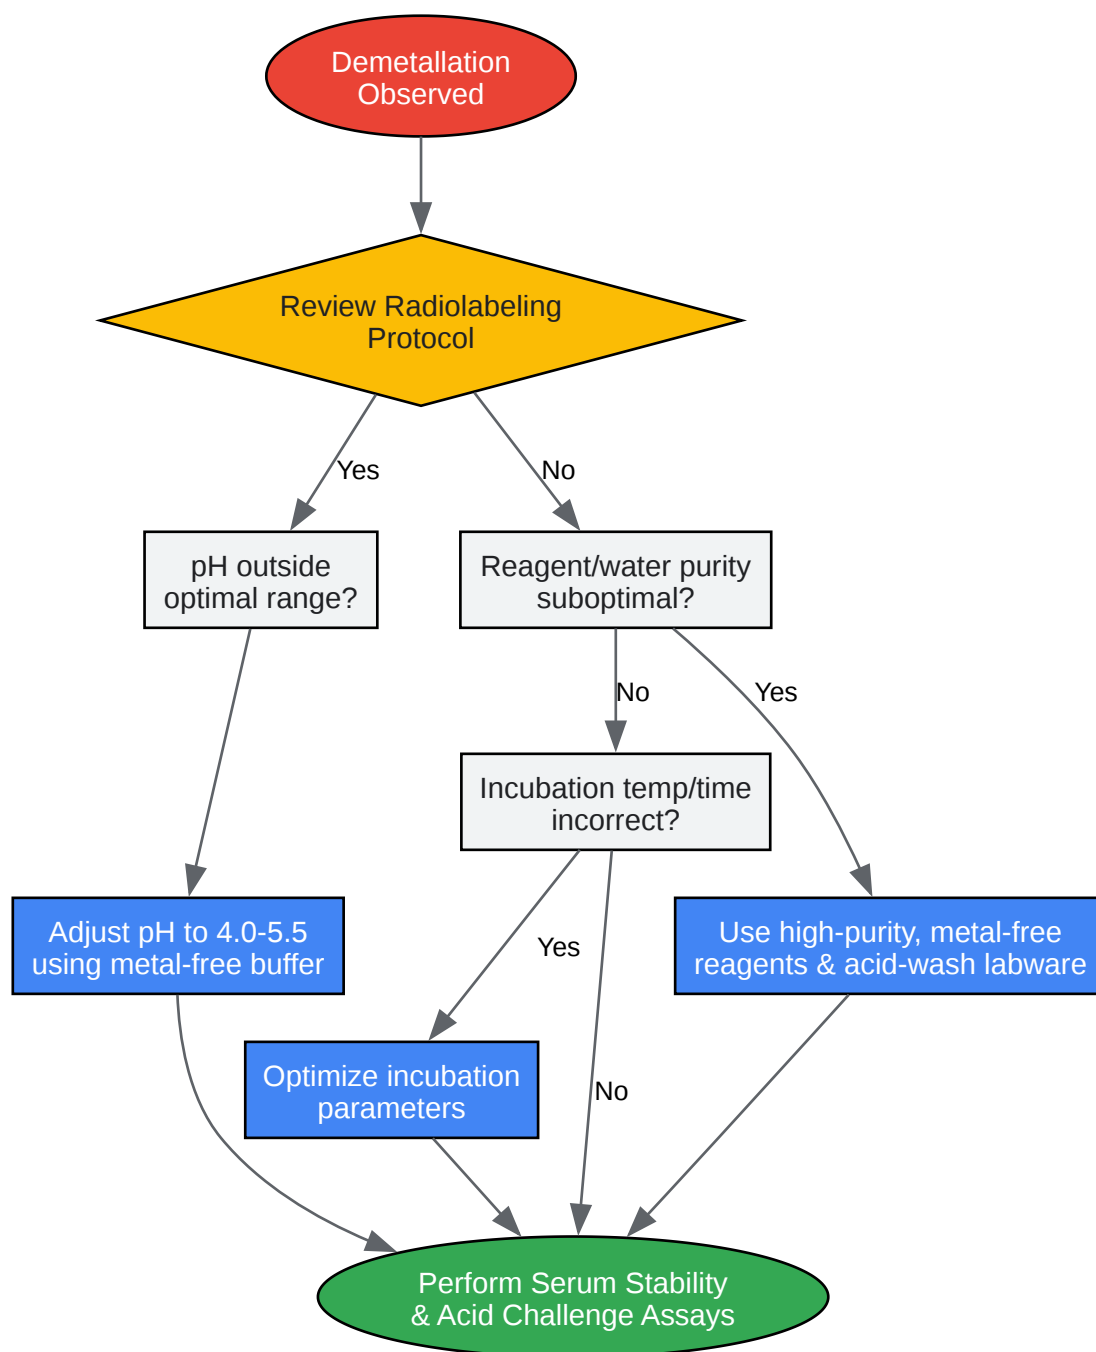 Demetallation
Observed
Review Radiolabeling
Protocol
Yes
No
pH outside
optimal range?
Reagent/water purity
suboptimal?
No
Yes
Incubation temp/time
incorrect?
Adjust pH to 4.0-5.5
using metal-free buffer
Yes
Use high-purity, metal-free
reagents & acid-wash labware
Optimize incubation
parameters
No
Perform Serum Stability
& Acid Challenge Assays